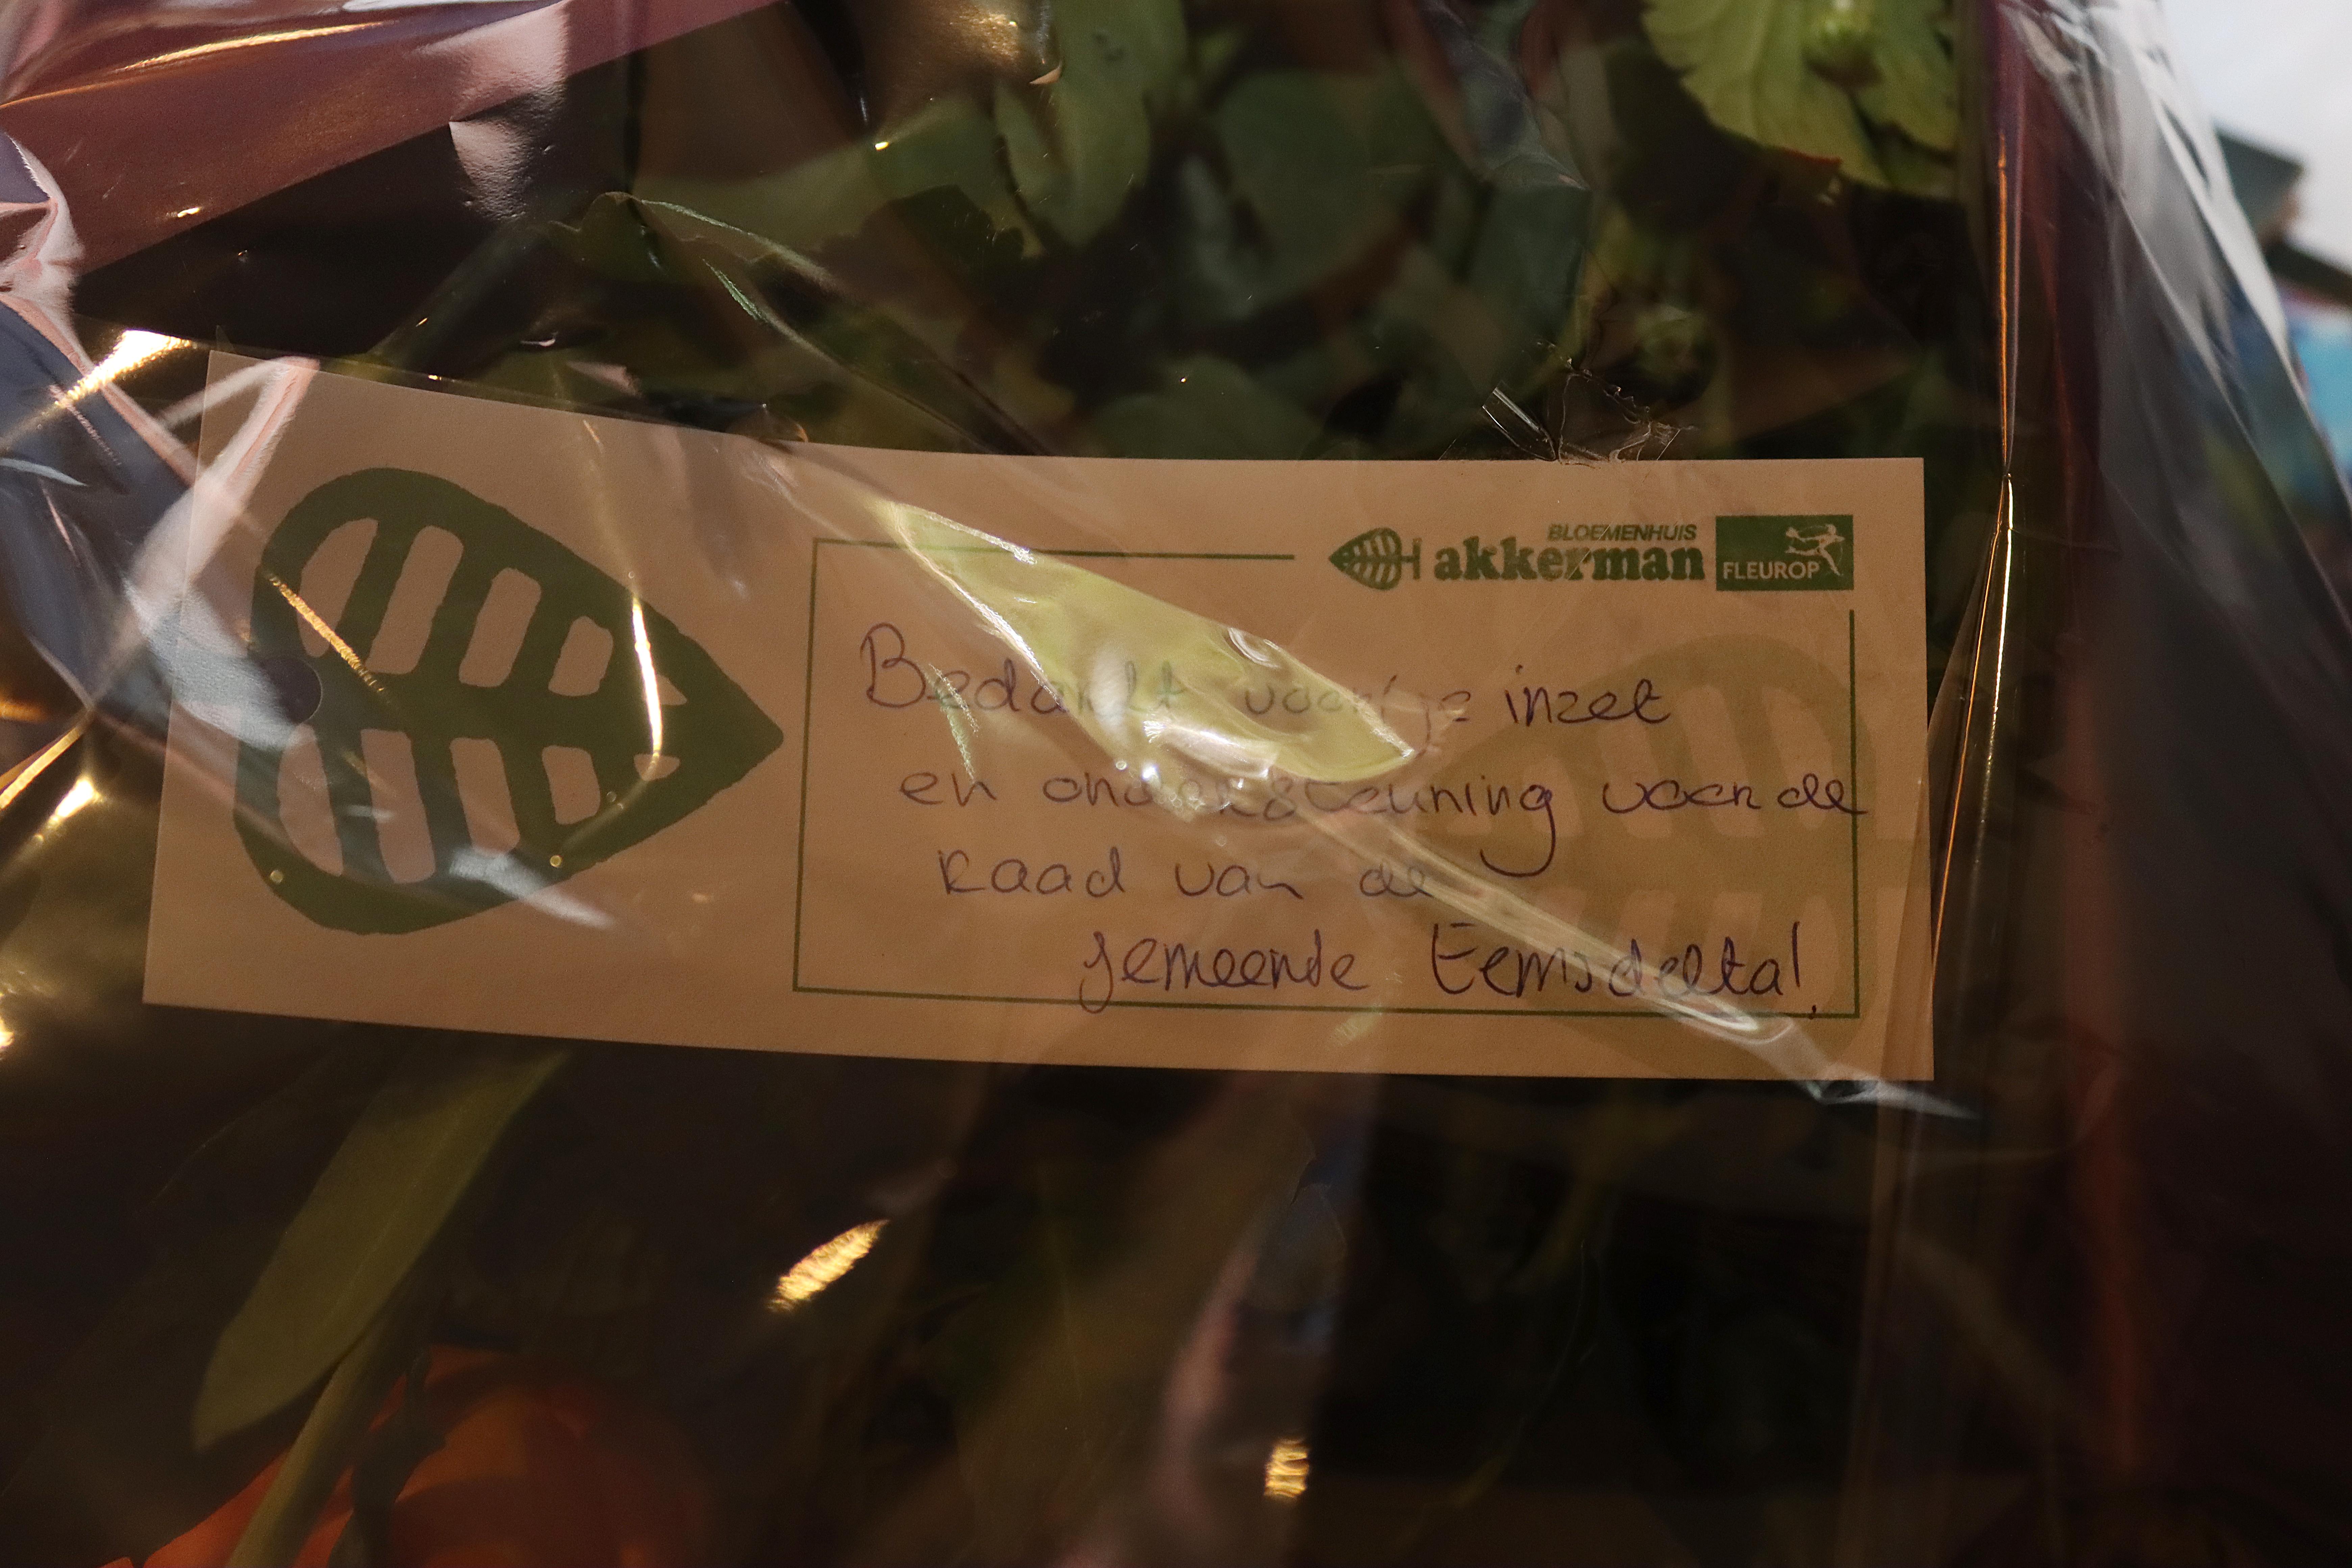 BLOEMENHUIS
akkerman
FLEUROP
Bedankt voor je inzet
en ondersteuning voor de
raad van de
gemeente Eemsdelta!